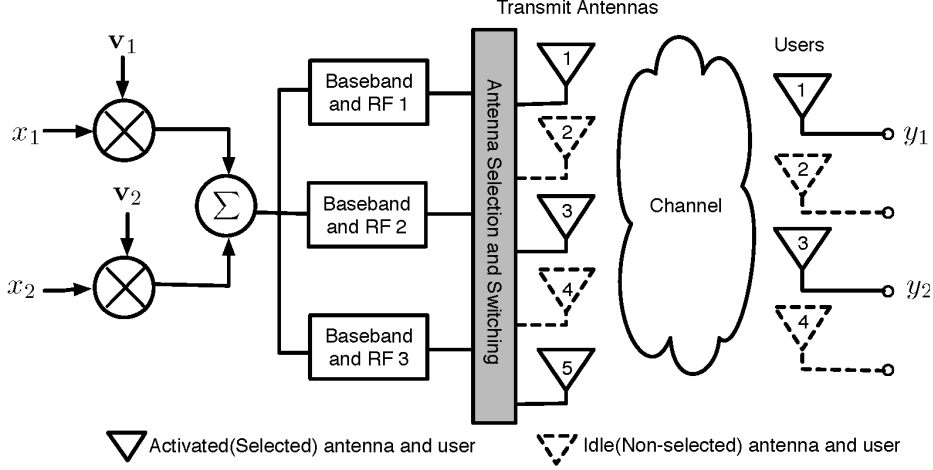 Transmit Antennas
v₁
x₁
v₂
x₂
Σ
Baseband
and RF 1
Baseband
and RF 2
Baseband
and RF 3
Antenna Selection and Switching
1
2
3
4
5
Channel
Users
1
y₁
2
3
y₂
4
Activated(Selected) antenna and user
Idle(Non-selected) antenna and user